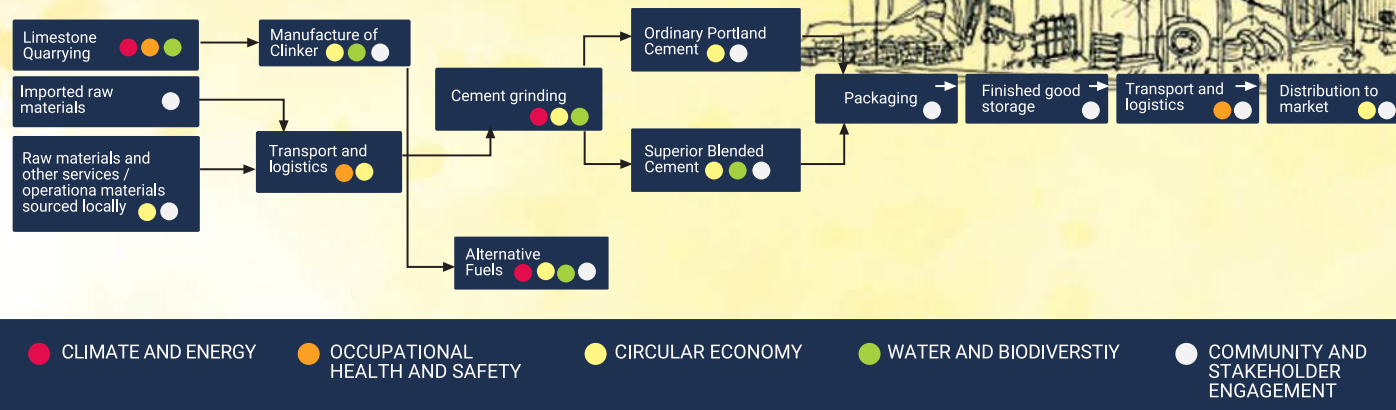 Limestone
Quarrying
Manufacture of
Clinker
Imported raw
materials
Raw materials and
other services /
operationa materials
sourced locally
Transport and
logistics
Cement grinding
Alternative
Fuels
Ordinary Portland
Cement
Superior Blended
Cement
Packaging
Finished good
storage
Transport and
logistics
Distribution to
market
CLIMATE AND ENERGY
OCCUPATIONAL
HEALTH AND SAFETY
CIRCULAR ECONOMY
WATER AND BIODIVERSTIY
COMMUNITY AND
STAKEHOLDER
ENGAGEMENT